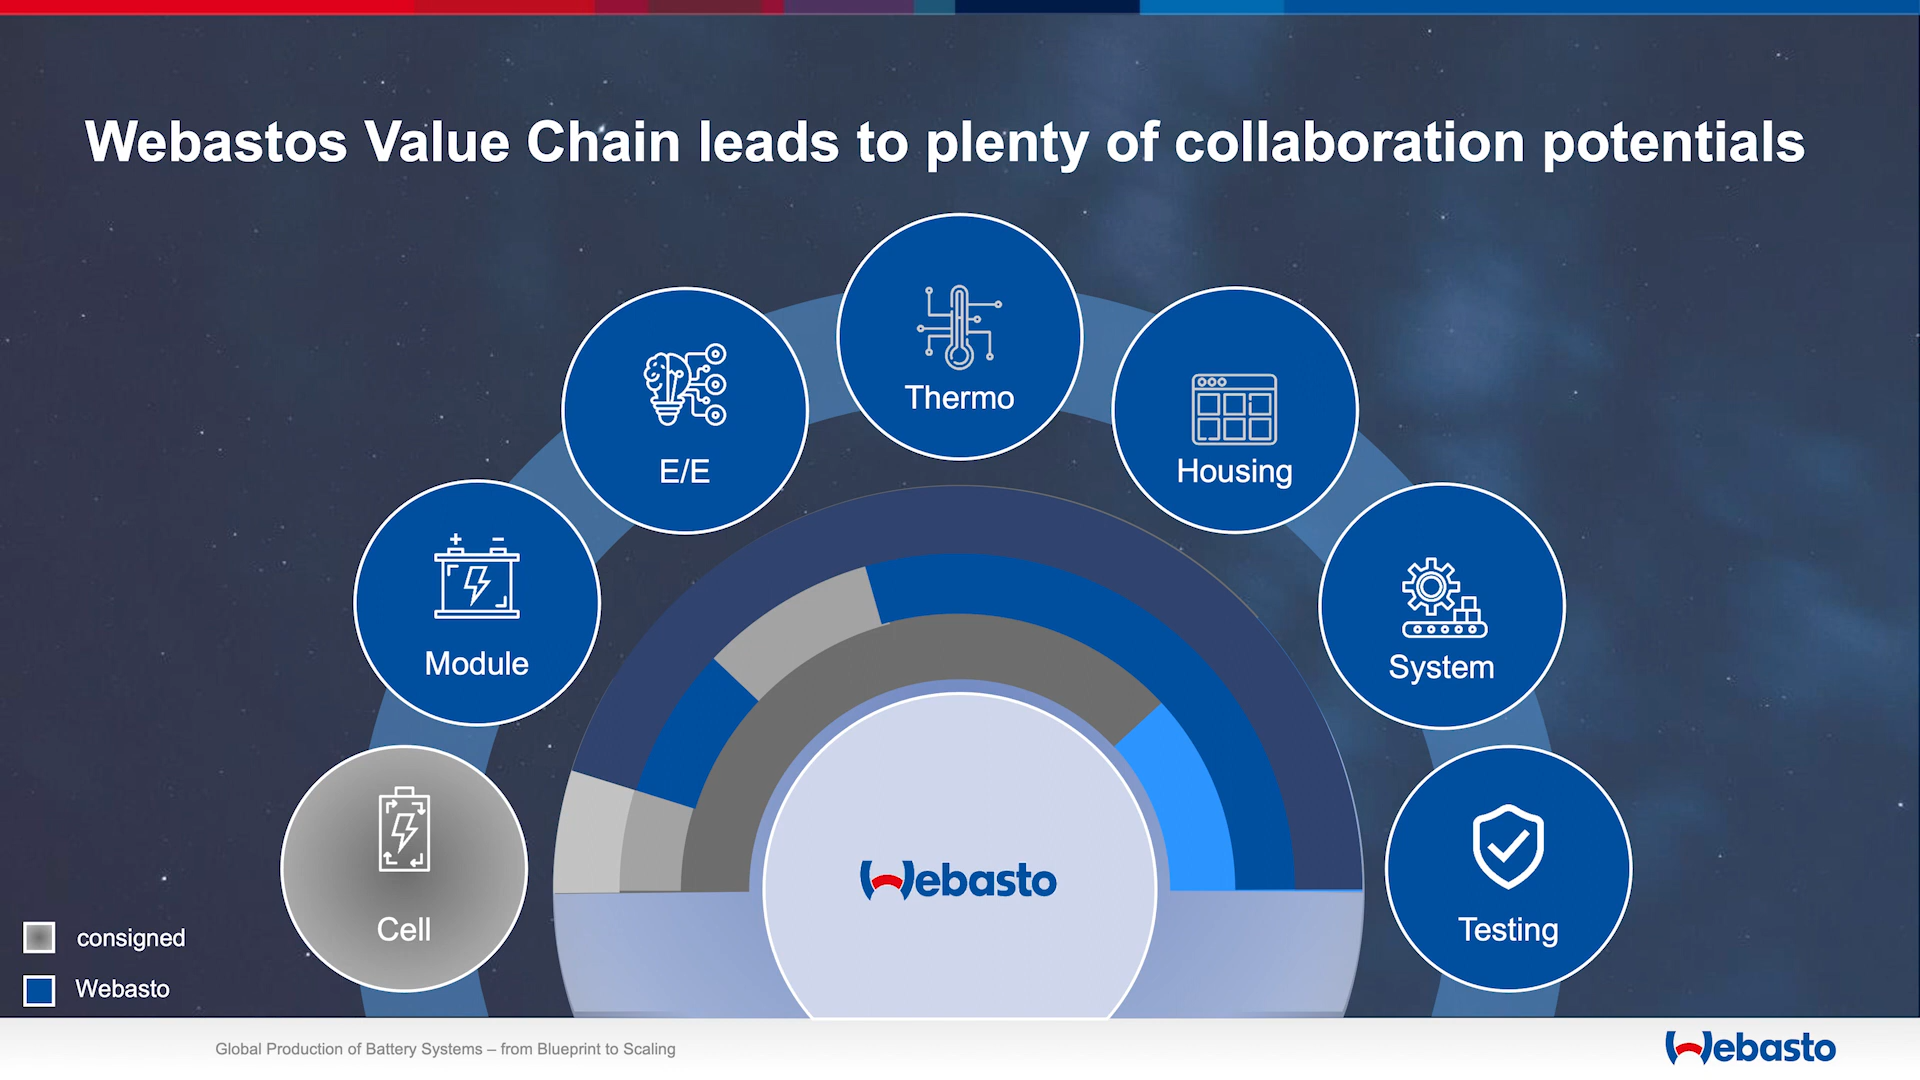 Webastos Value Chain leads to plenty of collaboration potentials
Thermo
E/E
Housing
Module
System
Cell
Testing
Webasto
consigned
Webasto
Global Production of Battery Systems – from Blueprint to Scaling
Webasto